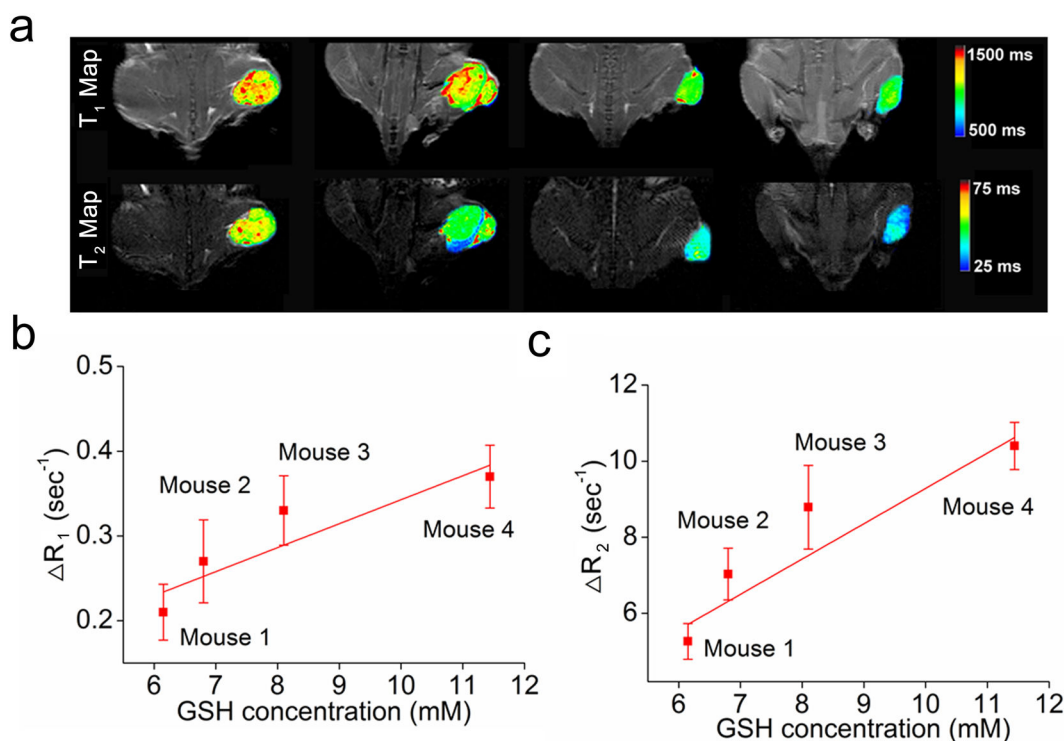 a
T1 Map
1500 ms
500 ms
T2 Map
75 ms
25 ms
b
0.5
0.4
0.3
0.2
ΔR1 (sec-1)
Mouse 1
Mouse 2
Mouse 3
Mouse 4
6 7 8 9 10 11 12
GSH concentration (mM)
c
12
10
8
6
ΔR2 (sec-1)
Mouse 1
Mouse 2
Mouse 3
Mouse 4
6 7 8 9 10 11 12
GSH concentration (mM)